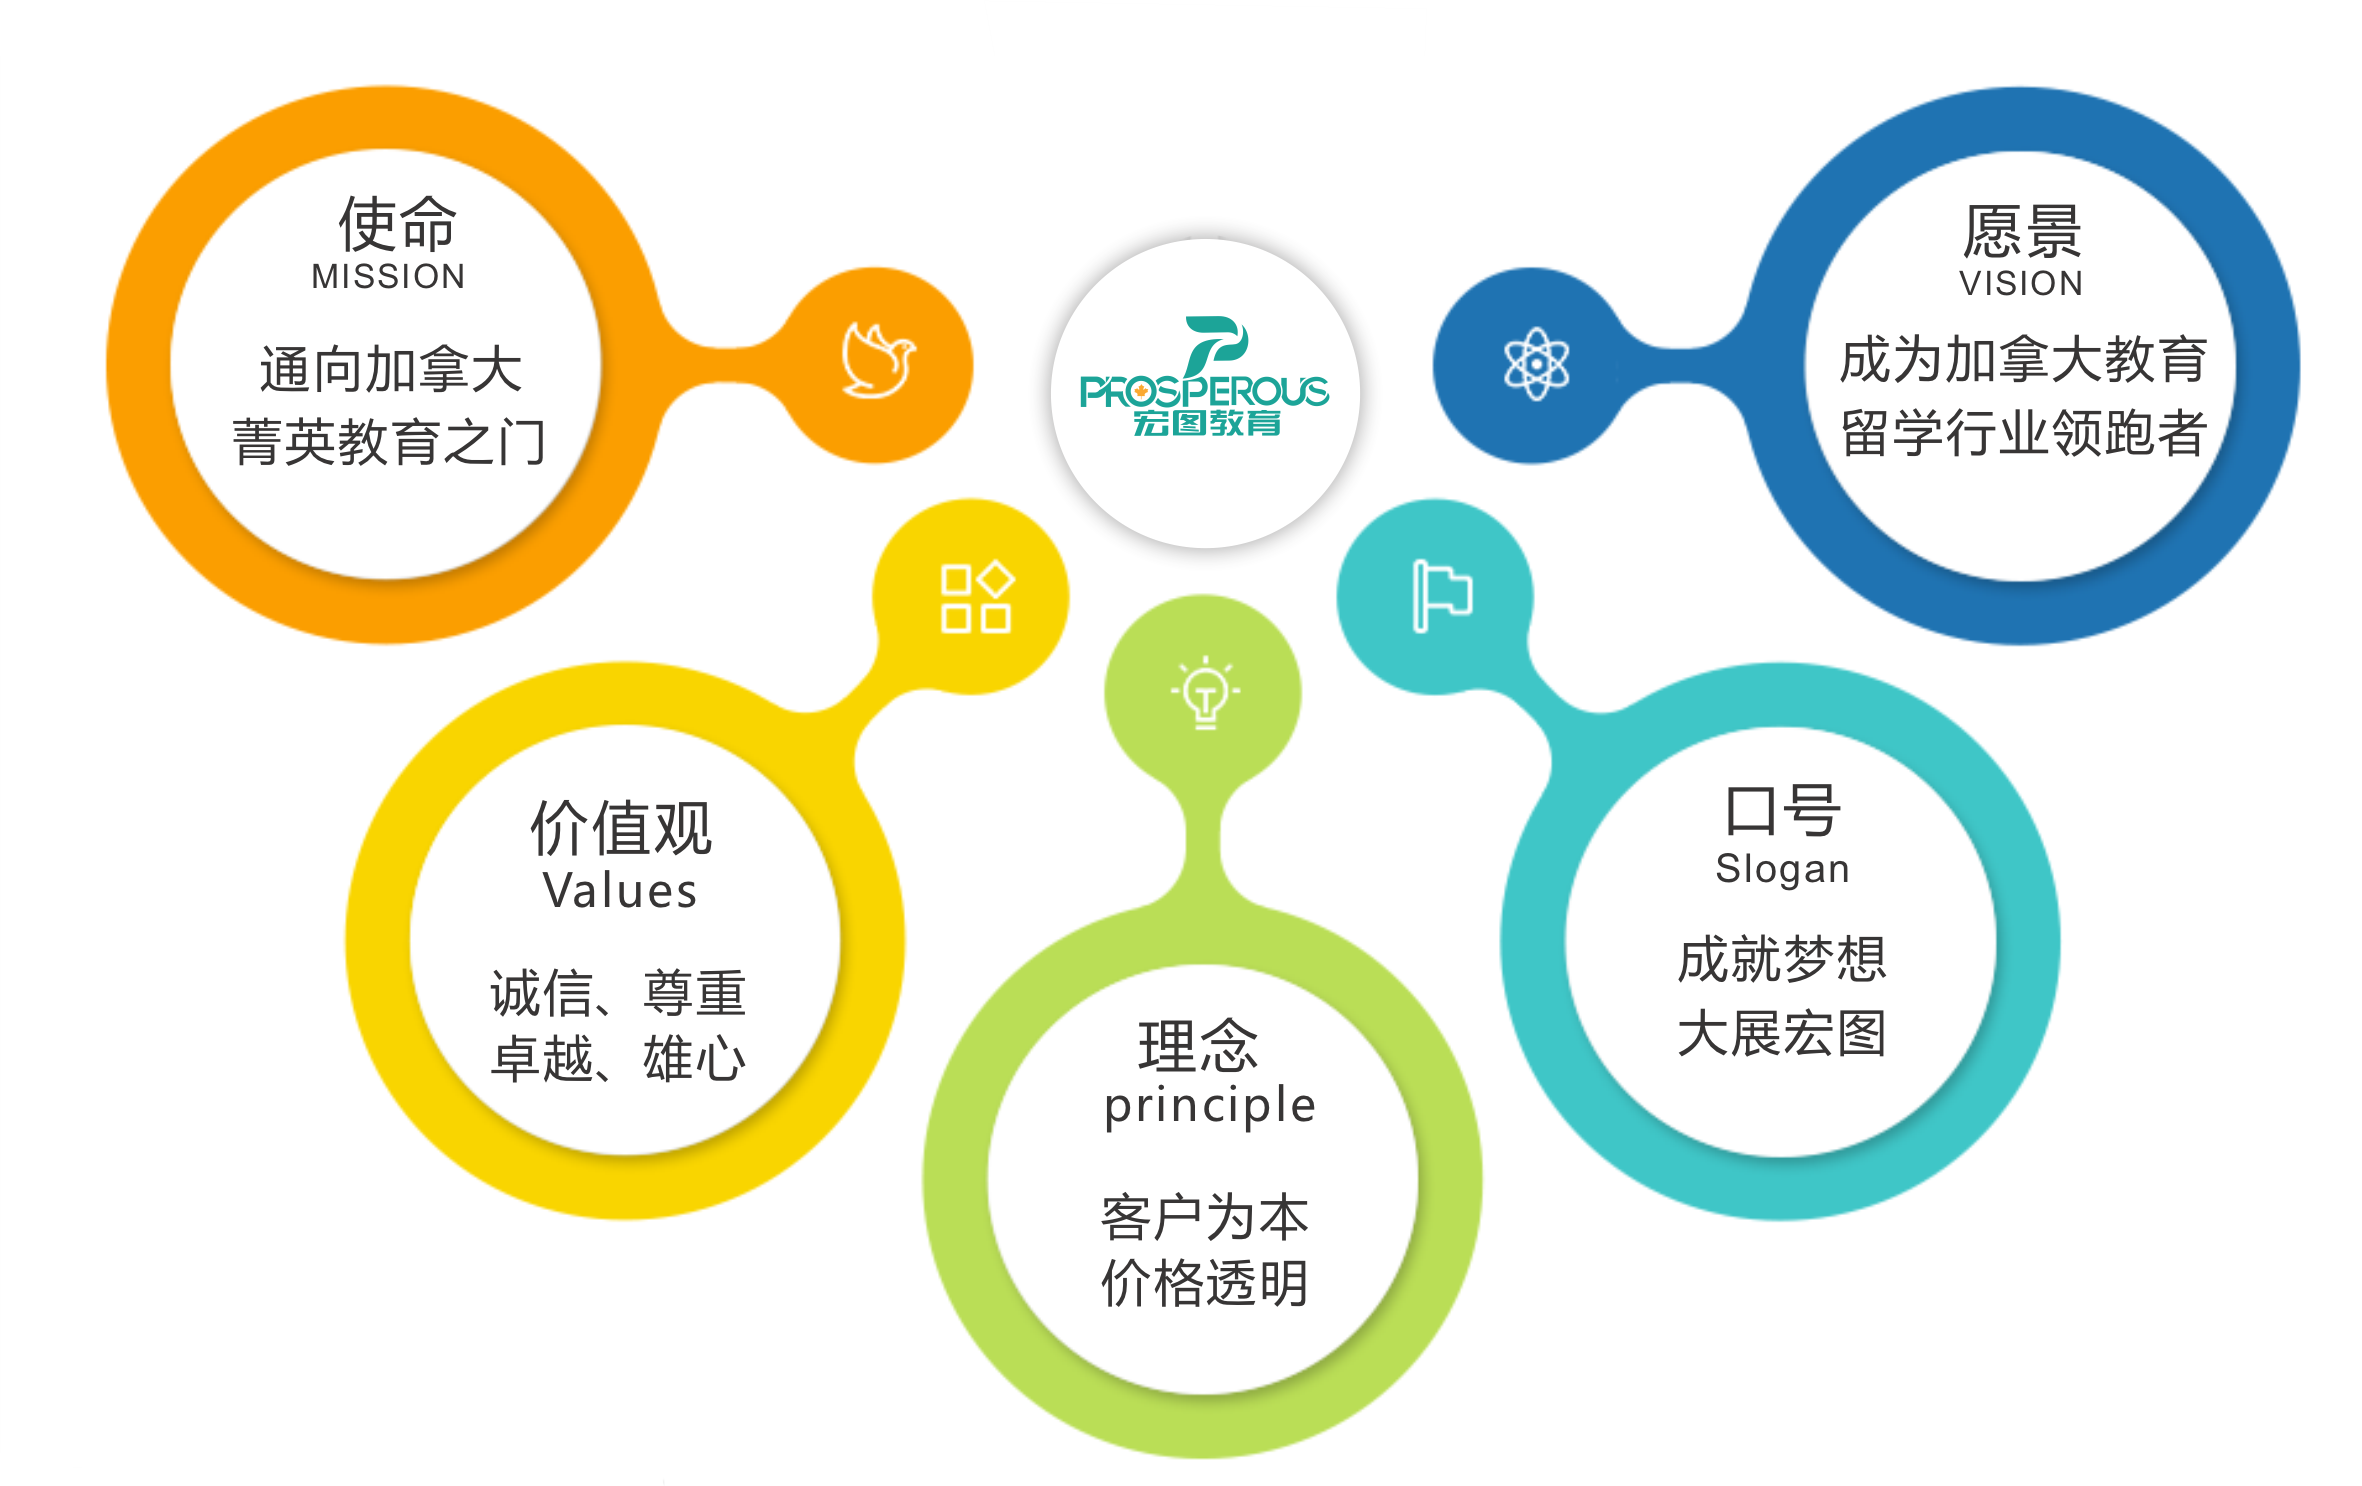 使命
MISSION
通向加拿大
菁英教育之门
PROSPEROUS
宏图教育
愿景
VISION
成为加拿大教育
留学行业领跑者
价值观
Values
诚信、尊重
卓越、雄心
理念
principle
客户为本
价格透明
口号
Slogan
成就梦想
大展宏图